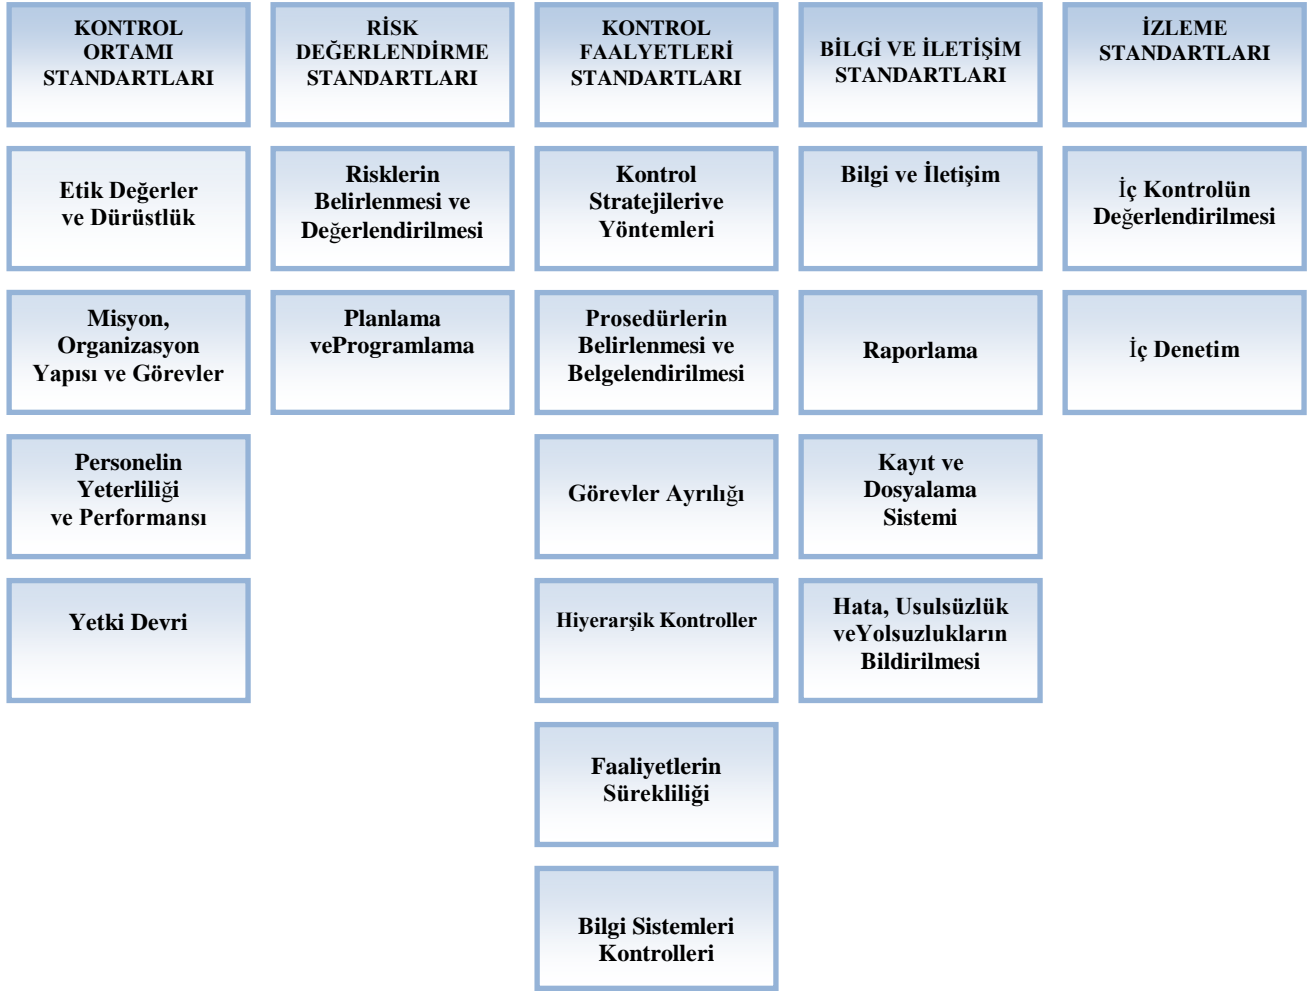 KONTROL
ORTAMI
STANDARTLARI
RİSK
DEĞERLENDİRME
STANDARTLARI
KONTROL
FAALYETLERİ
STANDARTLARI
BİLGİ VE İLETİŞİM
STANDARTLARI
İZLEME
STANDARTLARI
Etik Değerler
ve Dürüstlük
Risklerin
Belirlenmesi ve
Değerlendirilmesi
Kontrol
Stratejilerive
Yöntemleri
Bilgi ve İletişim
İç Kontrolün
Değerlendirilmesi
Misyon,
Organizasyon
Yapısı ve Görevler
Planlama
veProgramlama
Prosedürlerin
Belirlenmesi ve
Belgelendirilmesi
Raporlama
İç Denetim
Personelin
Yeterliliği
ve Performansı
Görevler Ayrılığı
Kayıt ve
Dosyalama
Sistemi
Yetki Devri
Hiyerarşik Kontroller
Hata, Usulsüzlük
veYolsuzlukların
Bildirilmesi
Faaliyetlerin
Sürekliliği
Bilgi Sistemleri
Kontrolleri